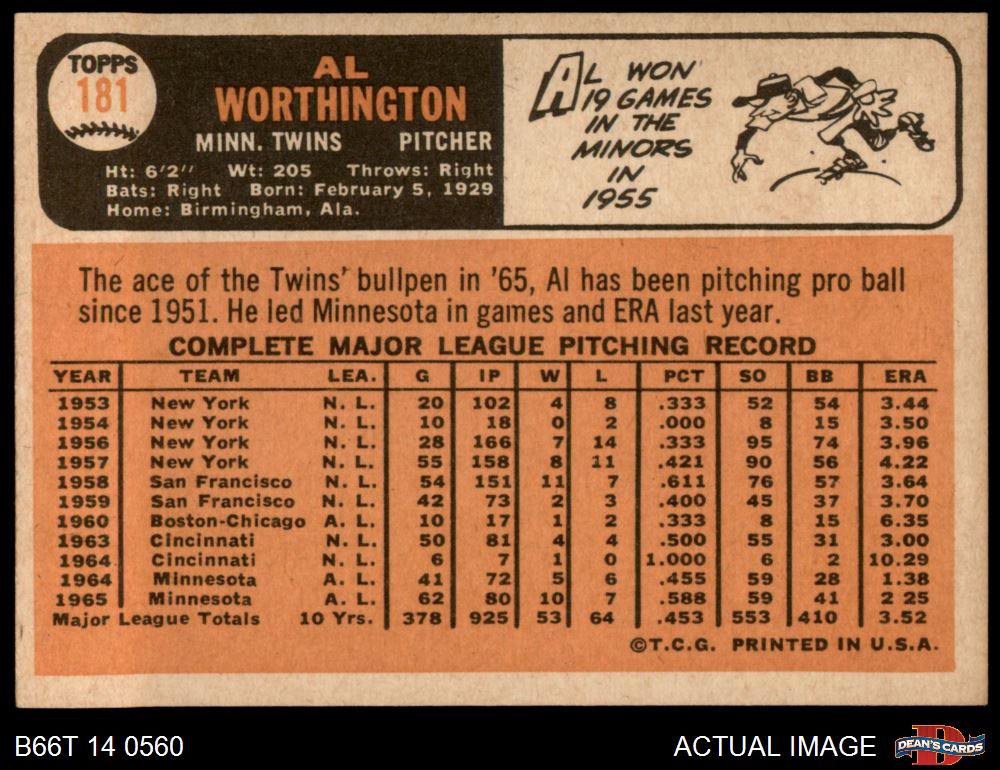 TOPPS
181
AL
WORTHINGTON
MINN. TWINS PITCHER
Ht: 6'2" Wt: 205 Throws: Right
Bats: Right Born: February 5, 1929
Home: Birmingham, Ala.
AL WON
19 GAMES
IN THE
MINORS
IN
1955
The ace of the Twins' bullpen in '65, Al has been pitching pro ball
since 1951. He led Minnesota in games and ERA last year.
COMPLETE MAJOR LEAGUE PITCHING RECORD
YEAR TEAM LEA. G IP W L PCT SO BB ERA
1953 New York N. L. 20 102 4 8 .333 52 54 3.44
1954 New York N. L. 10 18 0 2 .000 8 15 3.50
1956 New York N. L. 28 166 7 14 .333 95 74 3.96
1957 New York N. L. 55 158 8 11 .421 90 56 4.22
1958 San Francisco N. L. 54 151 11 7 .611 76 57 3.64
1959 San Francisco N. L. 42 73 2 3 .400 45 37 3.70
1960 Boston-Chicago A. L. 10 17 1 2 .333 8 15 6.35
1963 Cincinnati N. L. 50 81 4 4 .500 55 31 3.00
1964 Cincinnati N. L. 6 7 1 0 1.000 6 2 10.29
1964 Minnesota A. L. 41 72 5 6 .455 59 28 1.38
1965 Minnesota A. L. 62 80 10 7 .588 59 41 2 25
Major League Totals 10 Yrs. 378 925 53 64 .453 553 410 3.52
©T.C.G. PRINTED IN U.S.A.
B66T 14 0560 ACTUAL IMAGE DEAN'S CARDS